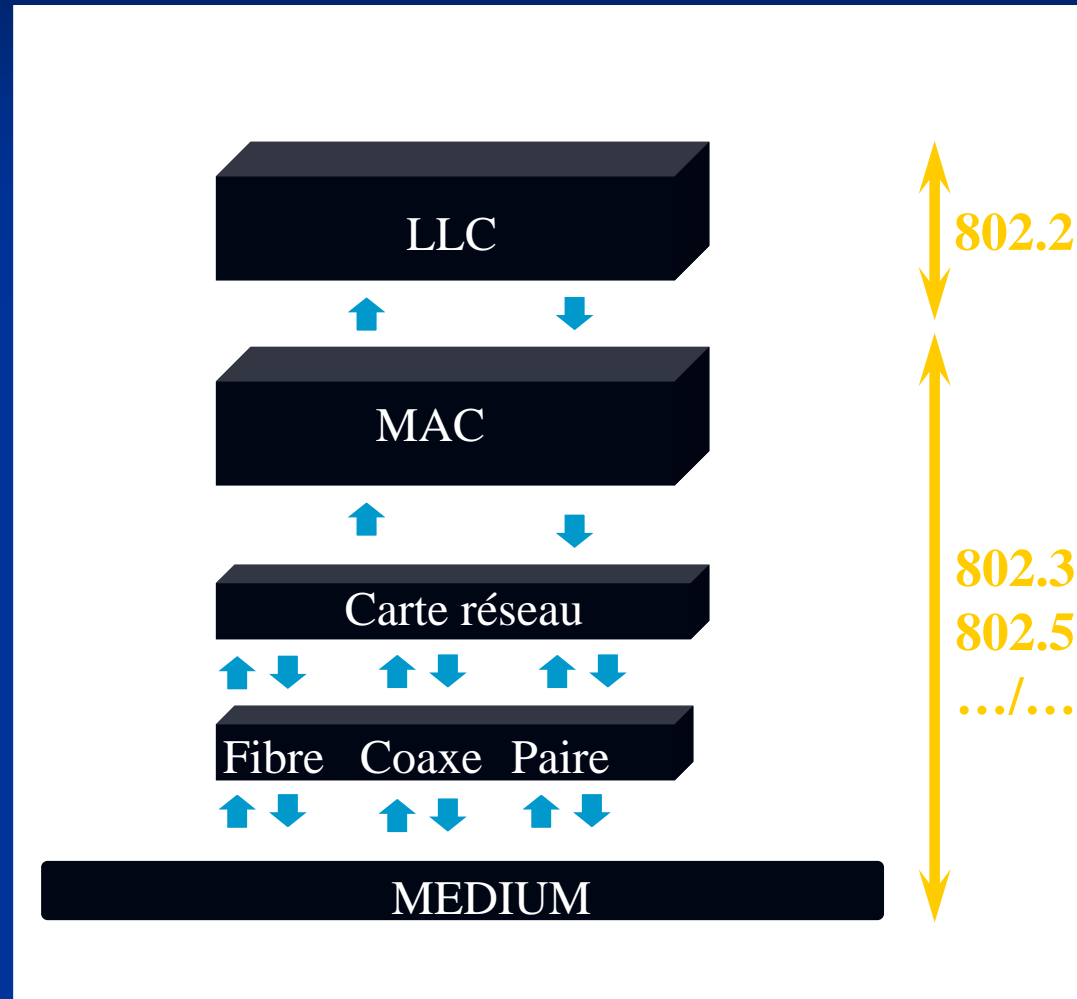 LLC
802.2
MAC
Carte réseau
802.3
802.5
…/…
Fibre Coaxe Paire
MEDIUM